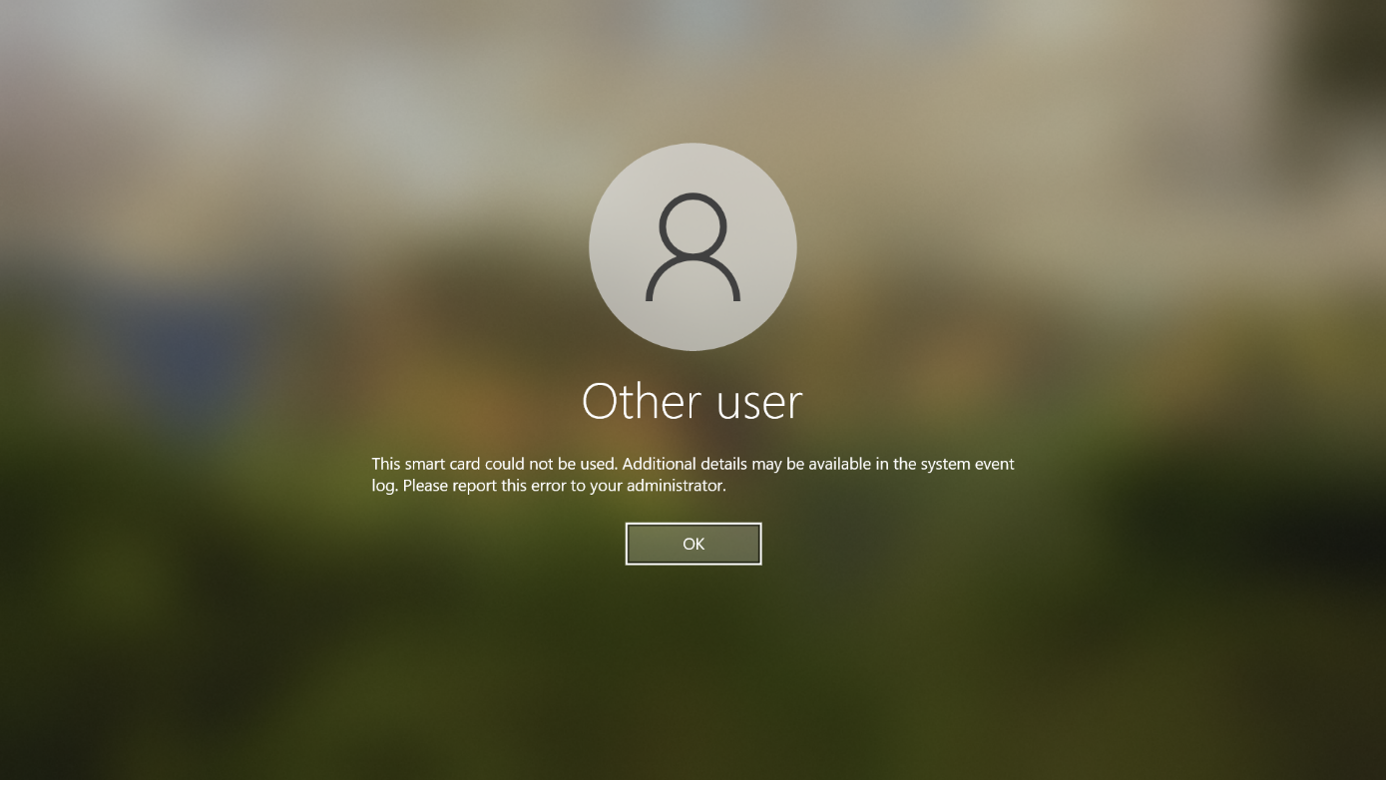 Other user
This smart card could not be used. Additional details may be available in the system event
log. Please report this error to your administrator.
OK